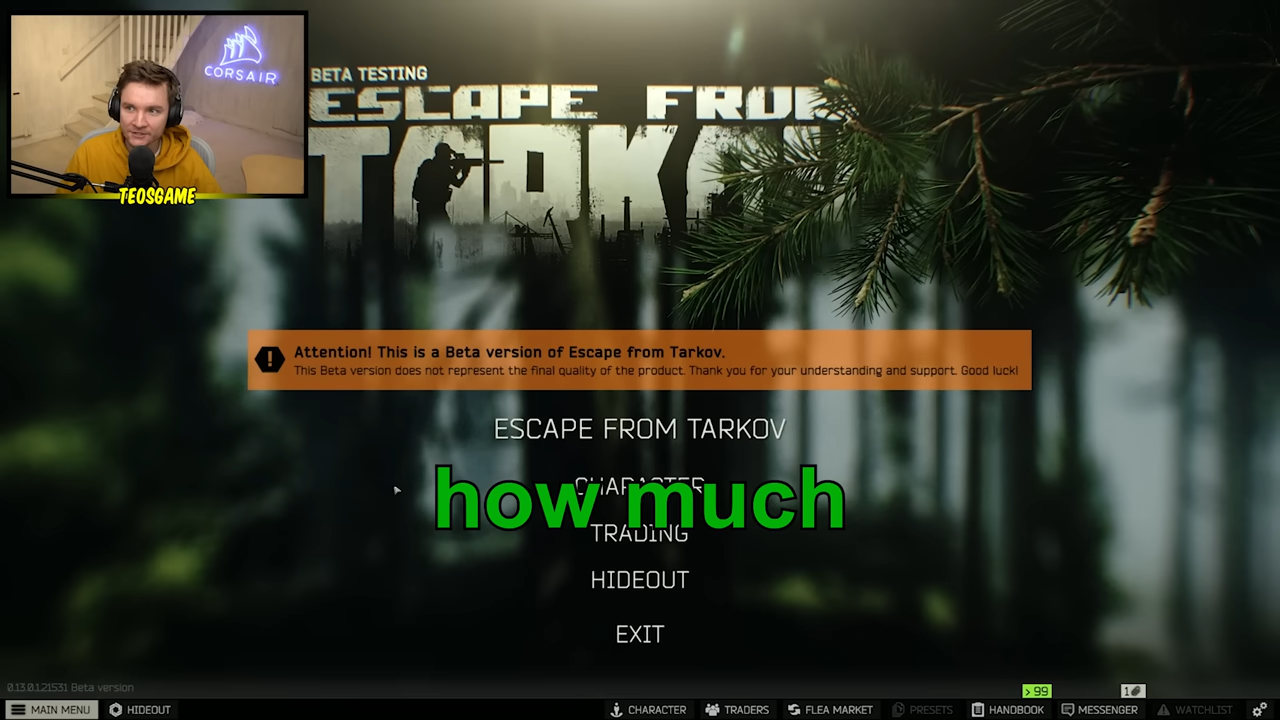 CORSAIR
TEOSGAME
BETA TESTING
ESCAPE FROM
TARKOV
Attention! This is a Beta version of Escape from Tarkov.
This Beta version does not represent the final quality of the product. Thank you for your understanding and support. Good luck!
ESCAPE FROM TARKOV
CHARACTER
how much
TRADING
HIDEOUT
EXIT
0.13.0.1.21531 Beta version
> 99
1
MAIN MENU HIDEOUT CHARACTER TRADERS FLEA MARKET PRESETS HANDBOOK MESSENGER WATCHLIST